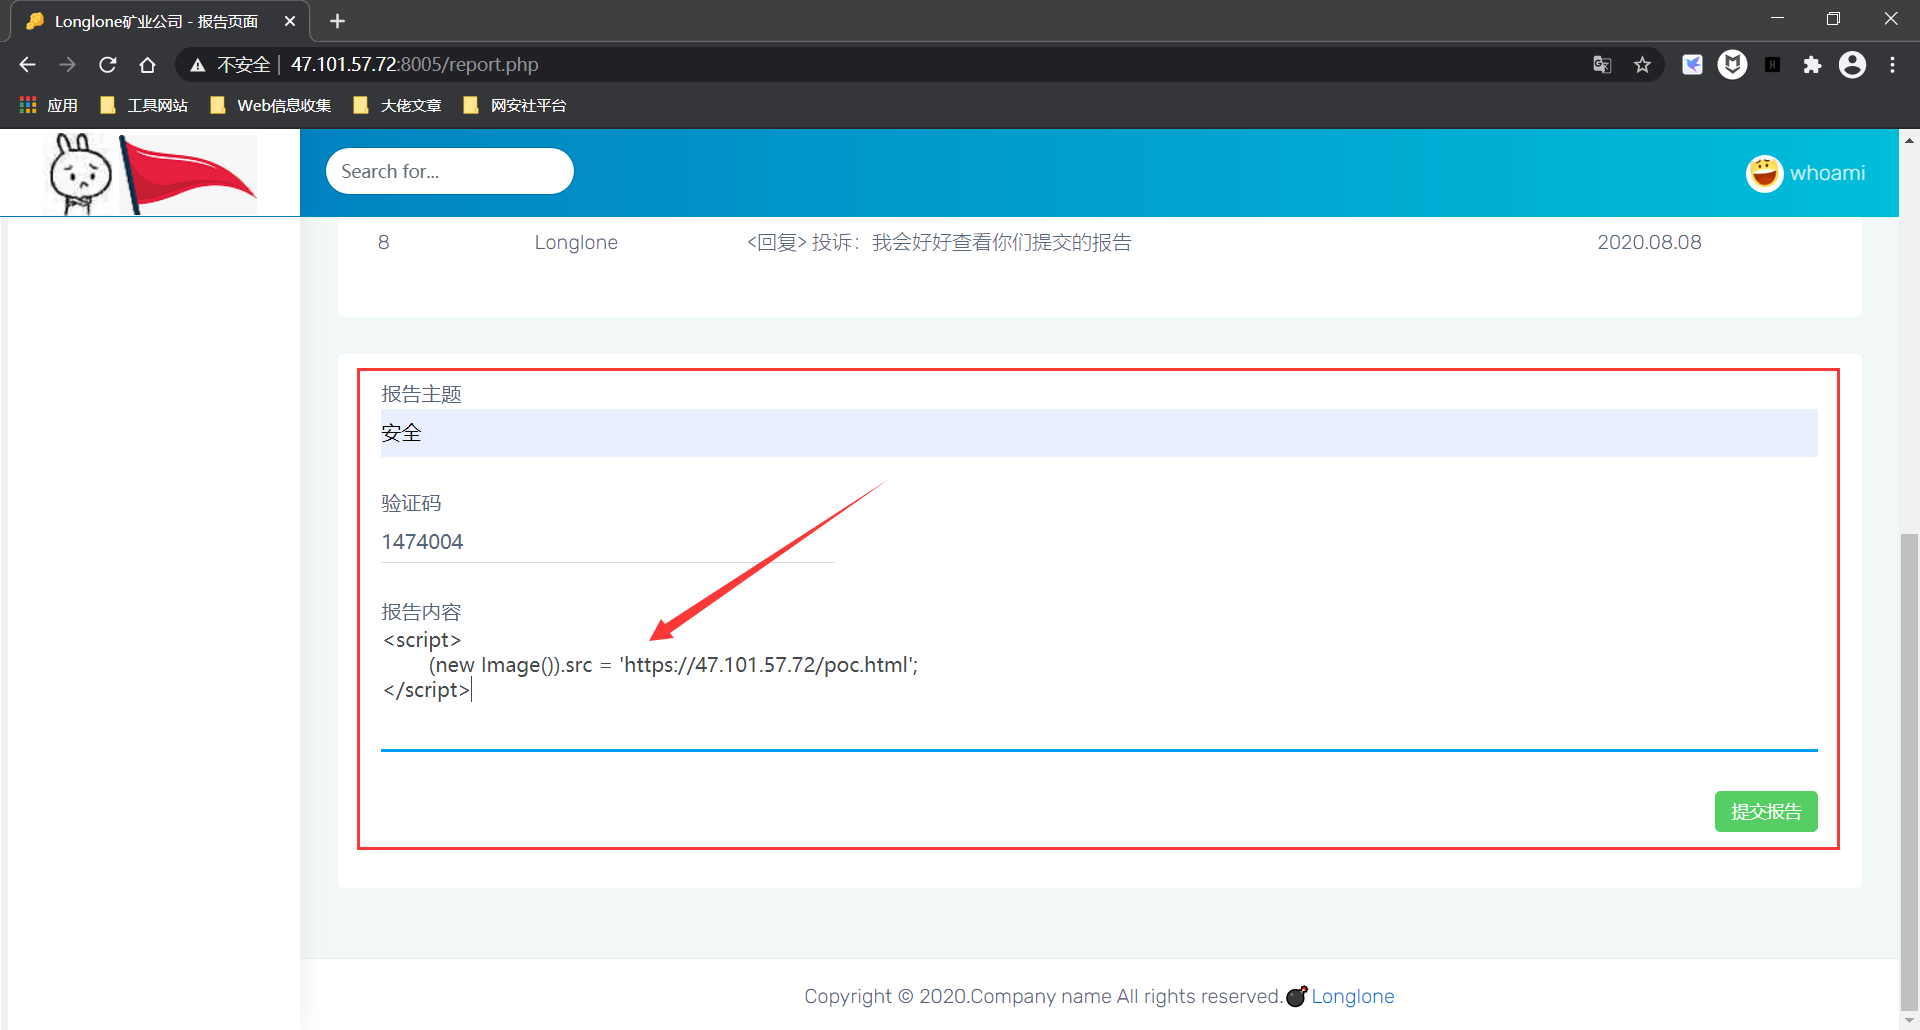 Longlone矿业公司 - 报告页面
不安全 | 47.101.57.72:8005/report.php
应用 工具网站 Web信息收集 大佬文章 网安社平台
Search for...
whoami
8 Longlone <回复> 投诉：我会好好查看你们提交的报告 2020.08.08
报告主题
安全
验证码
1474004
报告内容
<script>
(new Image()).src = 'https://47.101.57.72/poc.html';
</script>
提交报告
Copyright © 2020.Company name All rights reserved. Longlone